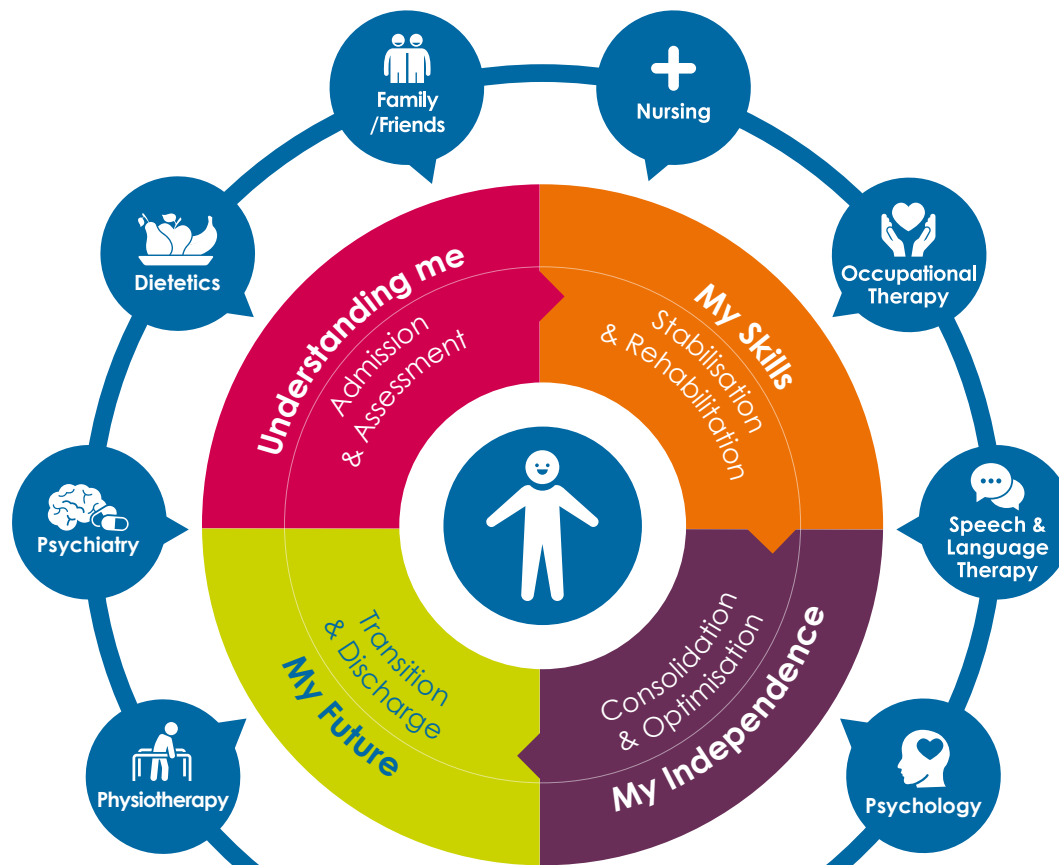 Family
/Friends
Nursing
Dietetics
Occupational
Therapy
Psychiatry
Speech &
Language
Therapy
Physiotherapy
Psychology
Understanding me
Admission
& Assessment
My Skills
Stabilisation
& Rehabilitation
My Independence
Consolidation
& Optimisation
My Future
Transition
& Discharge